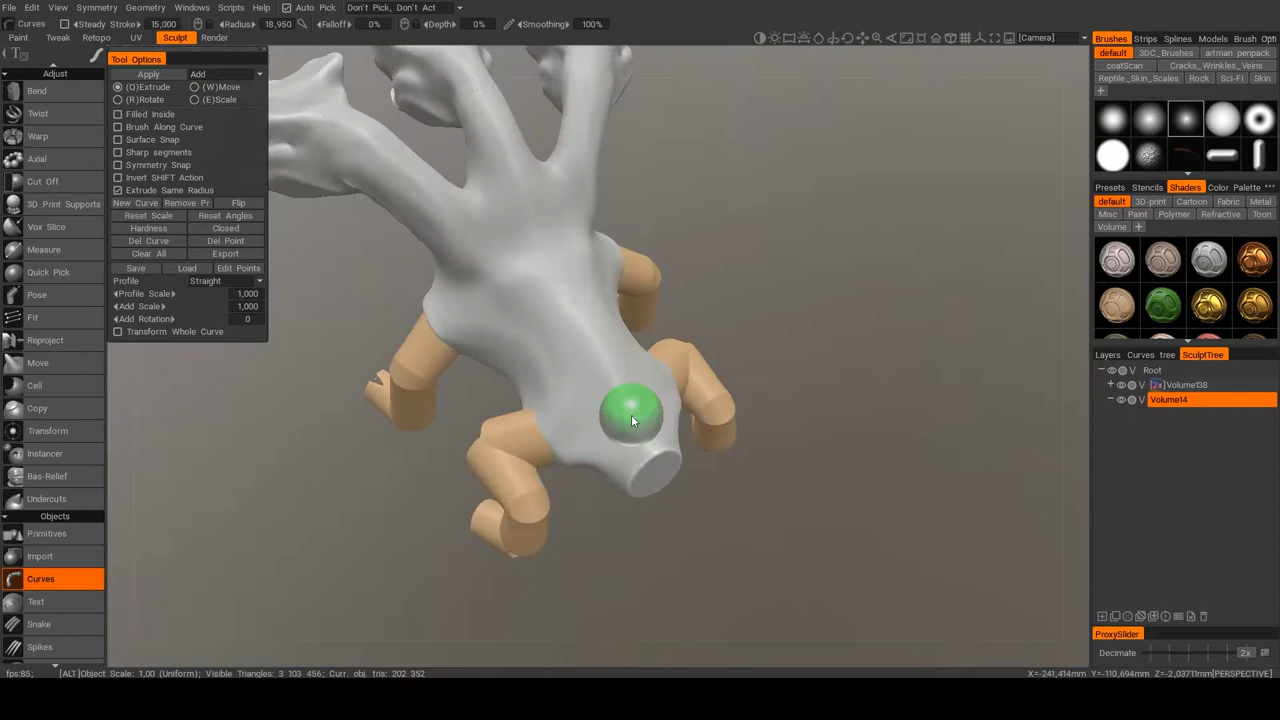 File Edit View Symmetry Geometry Windows Scripts Help Auto Pick Don't Pick, Don't Act
Curves Steady Stroke 15,000 Radius 18,950 Falloff 0% Depth 0% Smoothing 100%
Paint Tweak Retopo UV Sculpt Render
[Camera]
Adjust
Bend
Twist
Warp
Axial
Cut Off
3D Print Supports
Vox Slice
Measure
Quick Pick
Pose
Fit
Reproject
Move
Cell
Copy
Transform
Instancer
Bas-Relief
Undercuts
Objects
Primitives
Import
Curves
Text
Snake
Spikes
Tool Options
Apply Add
(Q)Extrude (W)Move
(R)Rotate (E)Scale
Filled Inside
Brush Along Curve
Surface Snap
Sharp segments
Symmetry Snap
Invert SHIFT Action
Extrude Same Radius
New Curve Remove Pr Flip
Reset Scale Reset Angles
Hardness Closed
Del Curve Del Point
Clear All Export
Save Load Edit Points
Profile Straight
Profile Scale 1,000
Add Scale 1,000
Add Rotation 0
Transform Whole Curve
Brushes Strips Splines Models Brush Opti
default 3DC_Brushes artman_penpack
coatScan Cracks_Wrinkles_Veins
Reptile_Skin_Scales Rock Sci-Fi Skin
Presets Stencils Shaders Color Palette
default 3D-print Cartoon Fabric Metal
Misc Paint Polymer Refractive Toon
Volume
Layers Curves tree SculptTree
V Root
V [2x]Volume138
V Volume14
ProxySlider
Decimate 2x
fps:85; [ALT]Object Scale: 1,00 (Uniform); Visible Triangles: 3 103 456; Curr. obj. tris: 202 352
X=-241,414mm Y=-110,694mm Z=-2,03711mm[PERSPECTIVE]